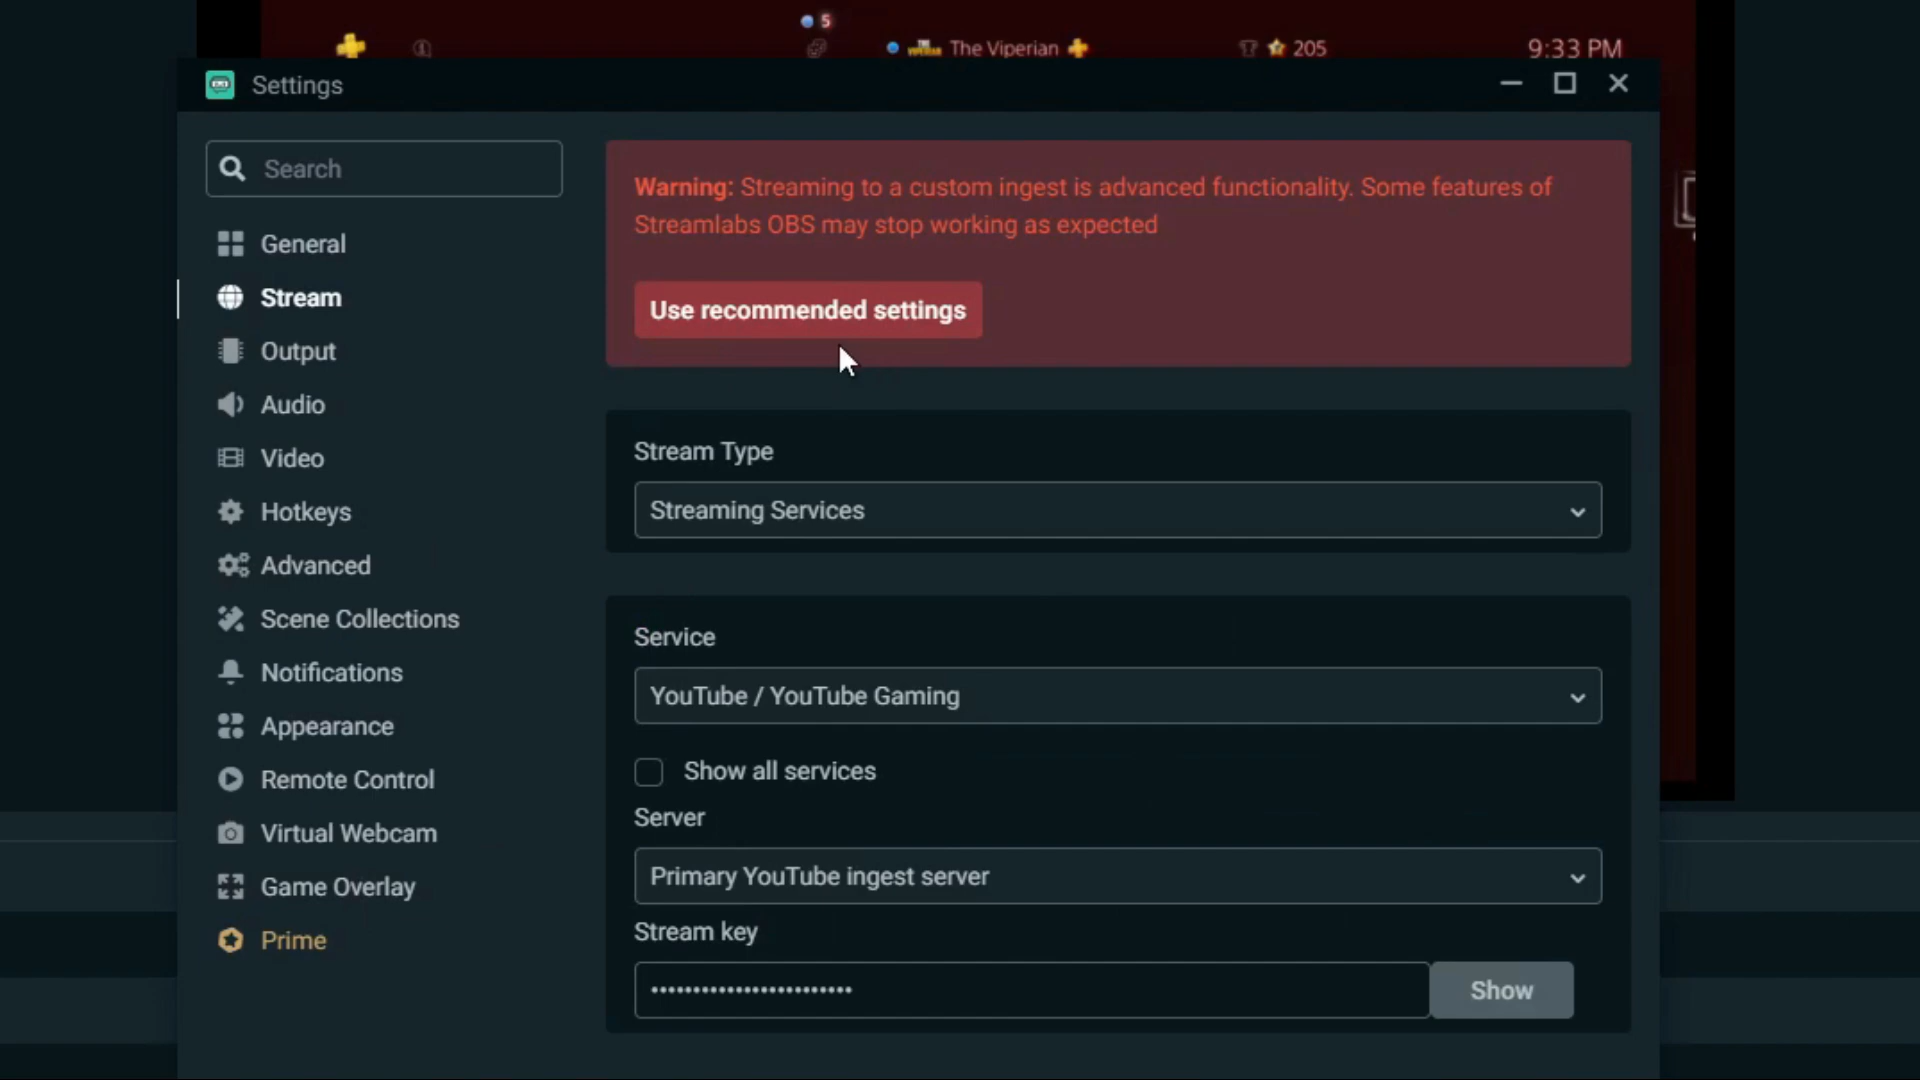 5
The Viperian
205
9:33 PM
Settings
Search
General
Stream
Output
Audio
Video
Hotkeys
Advanced
Scene Collections
Notifications
Appearance
Remote Control
Virtual Webcam
Game Overlay
Prime
Warning: Streaming to a custom ingest is advanced functionality. Some features of
Streamlabs OBS may stop working as expected
Use recommended settings
Stream Type
Streaming Services
Service
YouTube / YouTube Gaming
Show all services
Server
Primary YouTube ingest server
Stream key
••••••••••••••••••••••••
Show